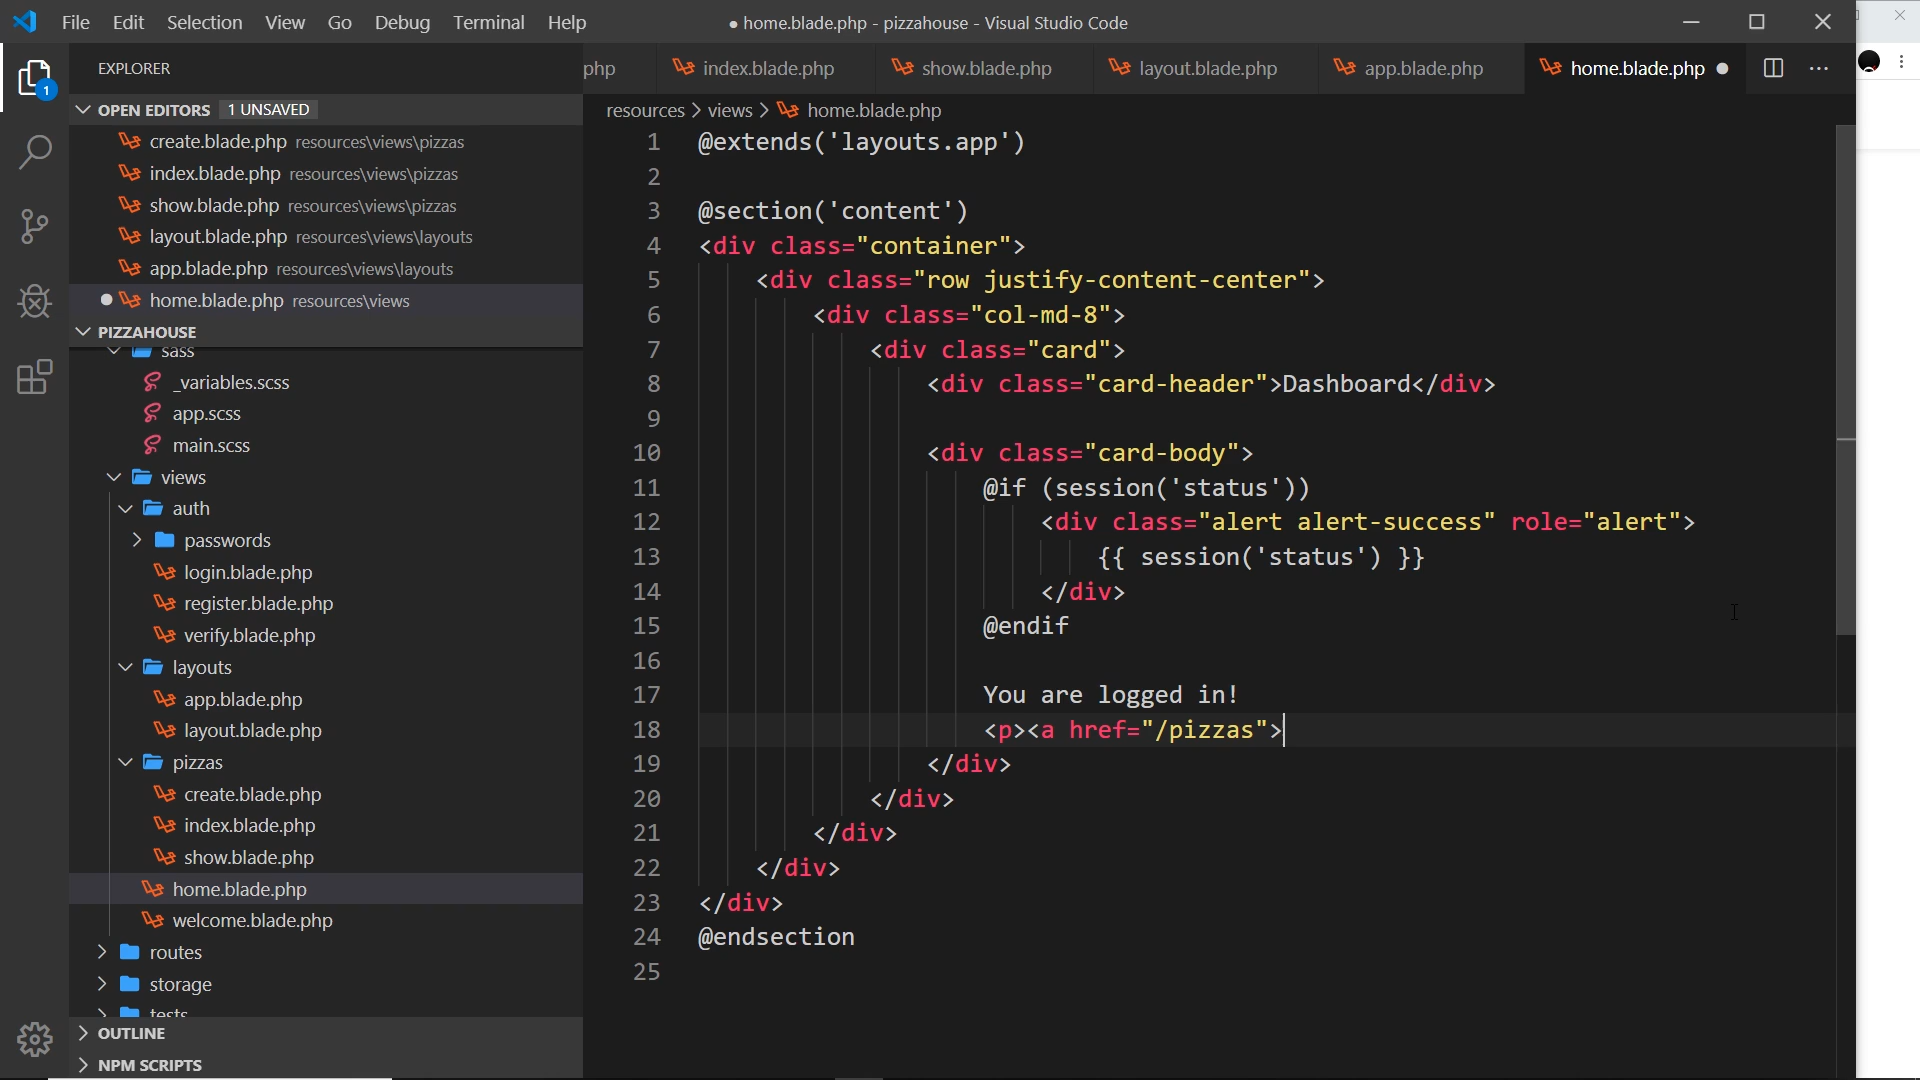 File Edit Selection View Go Debug Terminal Help
● home.blade.php - pizzahouse - Visual Studio Code
EXPLORER
php index.blade.php show.blade.php layout.blade.php app.blade.php home.blade.php
1
OPEN EDITORS 1 UNSAVED
create.blade.php resources\views\pizzas
index.blade.php resources\views\pizzas
show.blade.php resources\views\pizzas
layout.blade.php resources\views\layouts
app.blade.php resources\views\layouts
home.blade.php resources\views
PIZZAHOUSE
sass
_variables.scss
app.scss
main.scss
views
auth
passwords
login.blade.php
register.blade.php
verify.blade.php
layouts
app.blade.php
layout.blade.php
pizzas
create.blade.php
index.blade.php
show.blade.php
home.blade.php
welcome.blade.php
routes
storage
tests
OUTLINE
NPM SCRIPTS
resources > views > home.blade.php
1 @extends('layouts.app')
2
3 @section('content')
4 <div class="container">
5 <div class="row justify-content-center">
6 <div class="col-md-8">
7 <div class="card">
8 <div class="card-header">Dashboard</div>
9
10 <div class="card-body">
11 @if (session('status'))
12 <div class="alert alert-success" role="alert">
13 {{ session('status') }}
14 </div>
15 @endif
16
17 You are logged in!
18 <p><a href="/pizzas">
19 </div>
20 </div>
21 </div>
22 </div>
23 </div>
24 @endsection
25